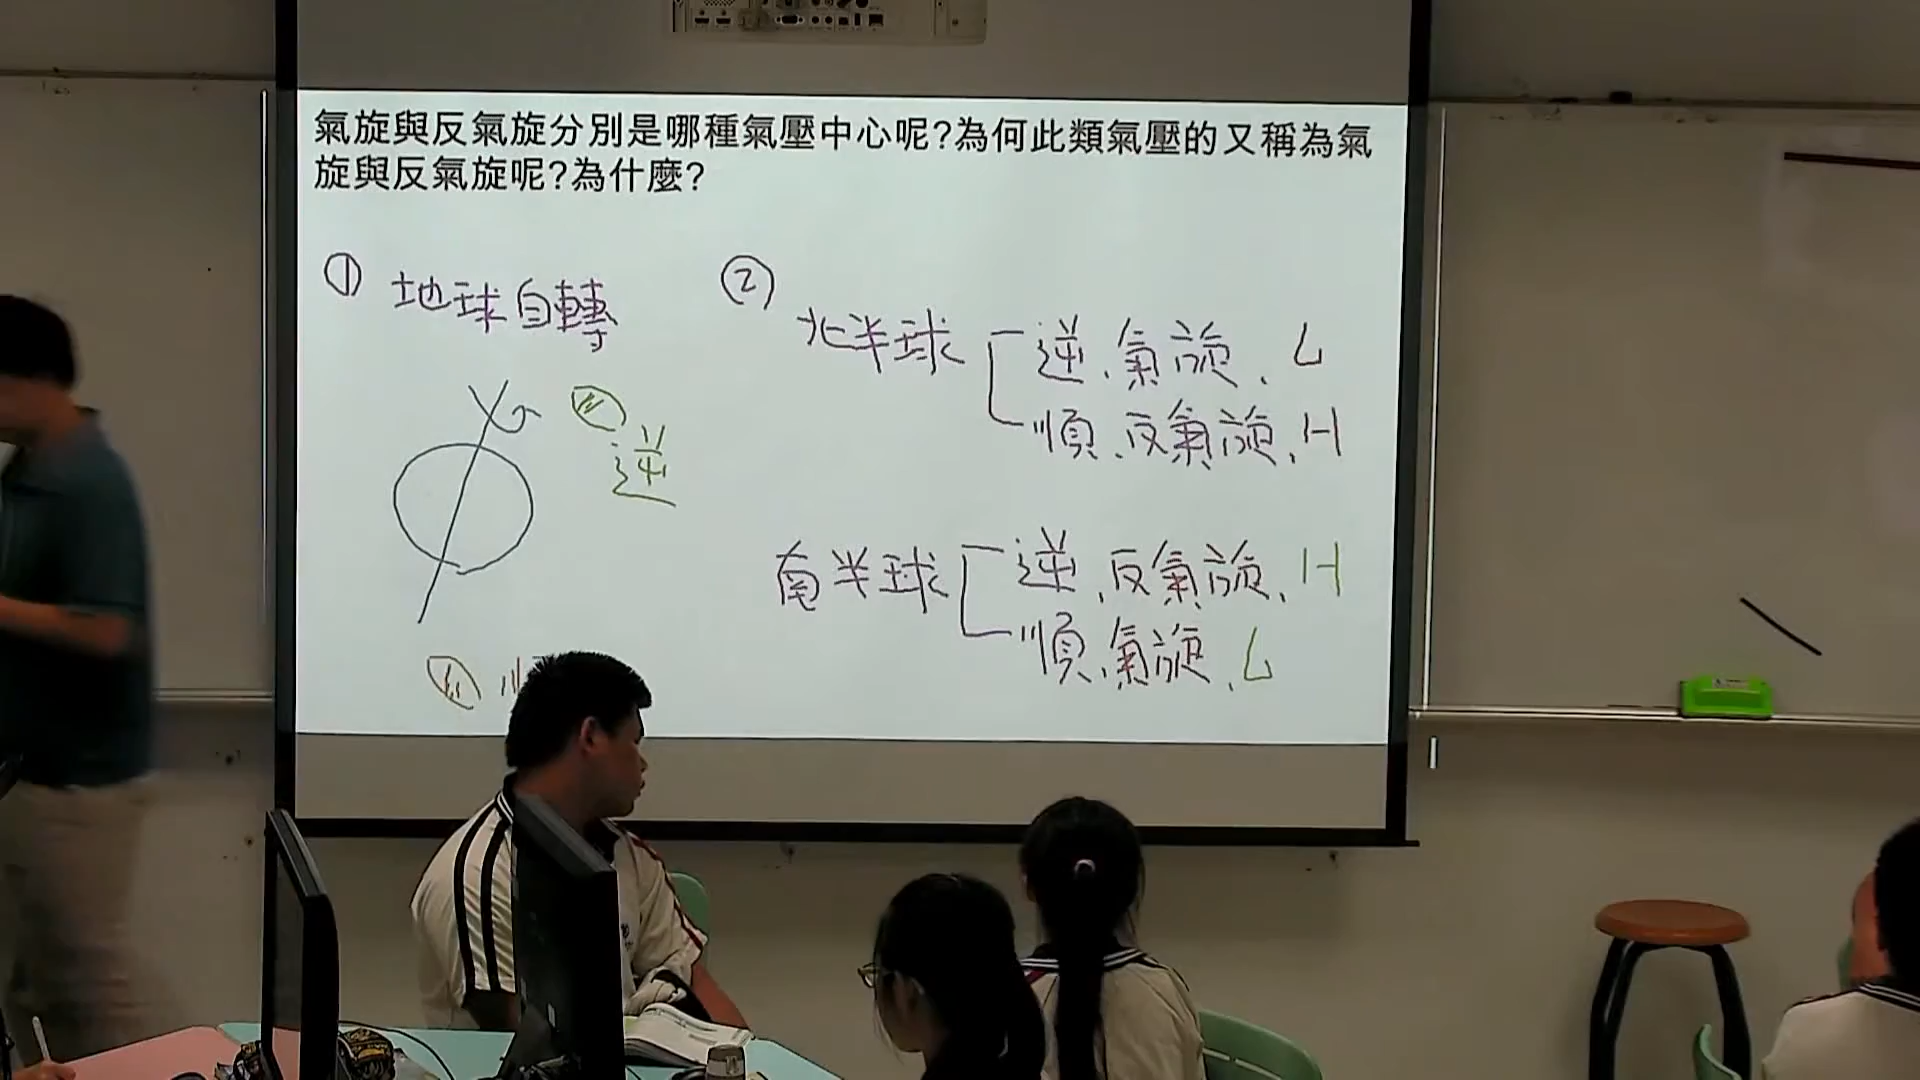 氣旋與反氣旋分別是哪種氣壓中心呢?為何此類氣壓的又稱為氣
旋與反氣旋呢?為什麼?
① 地球自轉
逆
② 北半球
逆、氣旋、L
順、反氣旋、H
南半球
逆、反氣旋、H
順、氣旋、L